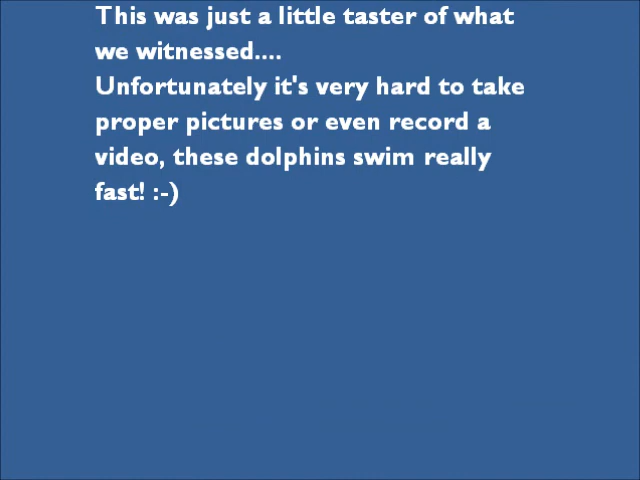 This was just a little taster of what
we witnessed....
Unfortunately it's very hard to take
proper pictures or even record a
video, these dolphins swim really
fast! :-)